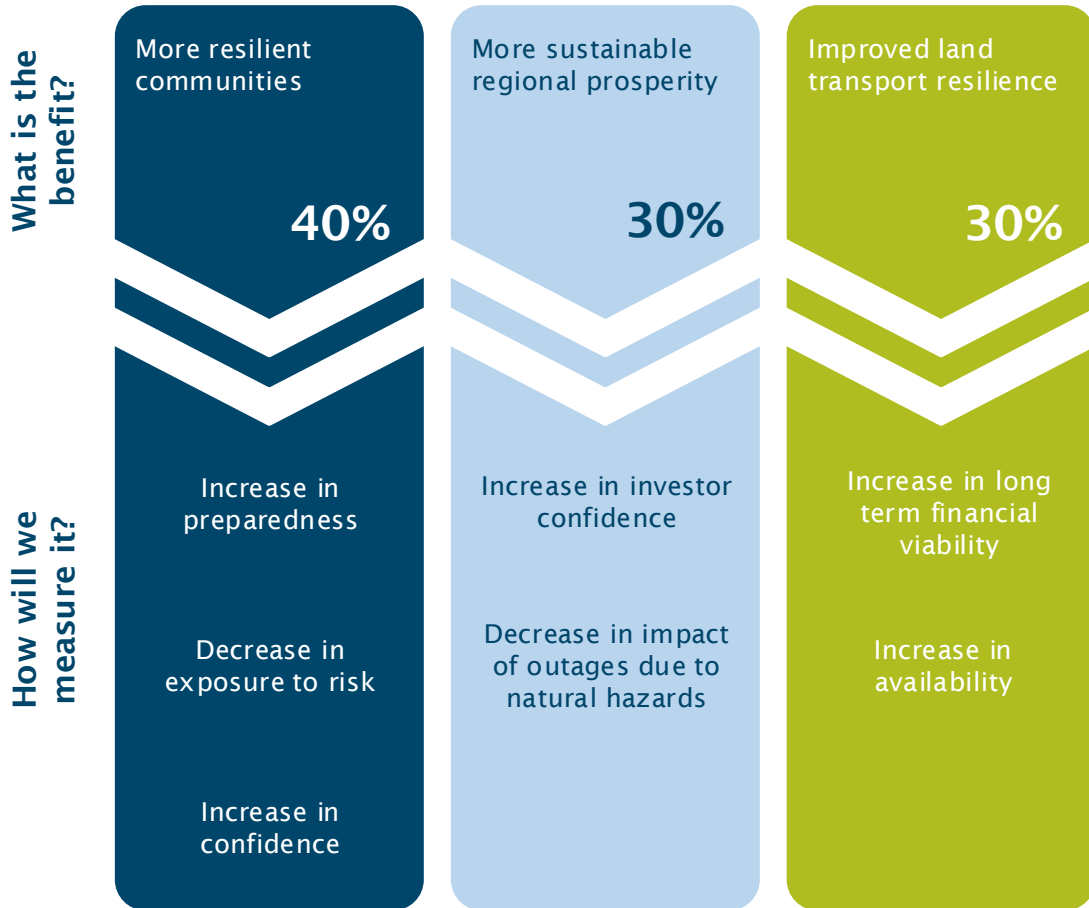 What is the
benefit?
More resilient
communities
40%
More sustainable
regional prosperity
30%
Improved land
transport resilience
30%
How will we
measure it?
Increase in
preparedness
Decrease in
exposure to risk
Increase in
confidence
Increase in investor
confidence
Decrease in impact
of outages due to
natural hazards
Increase in long
term financial
viability
Increase in
availability